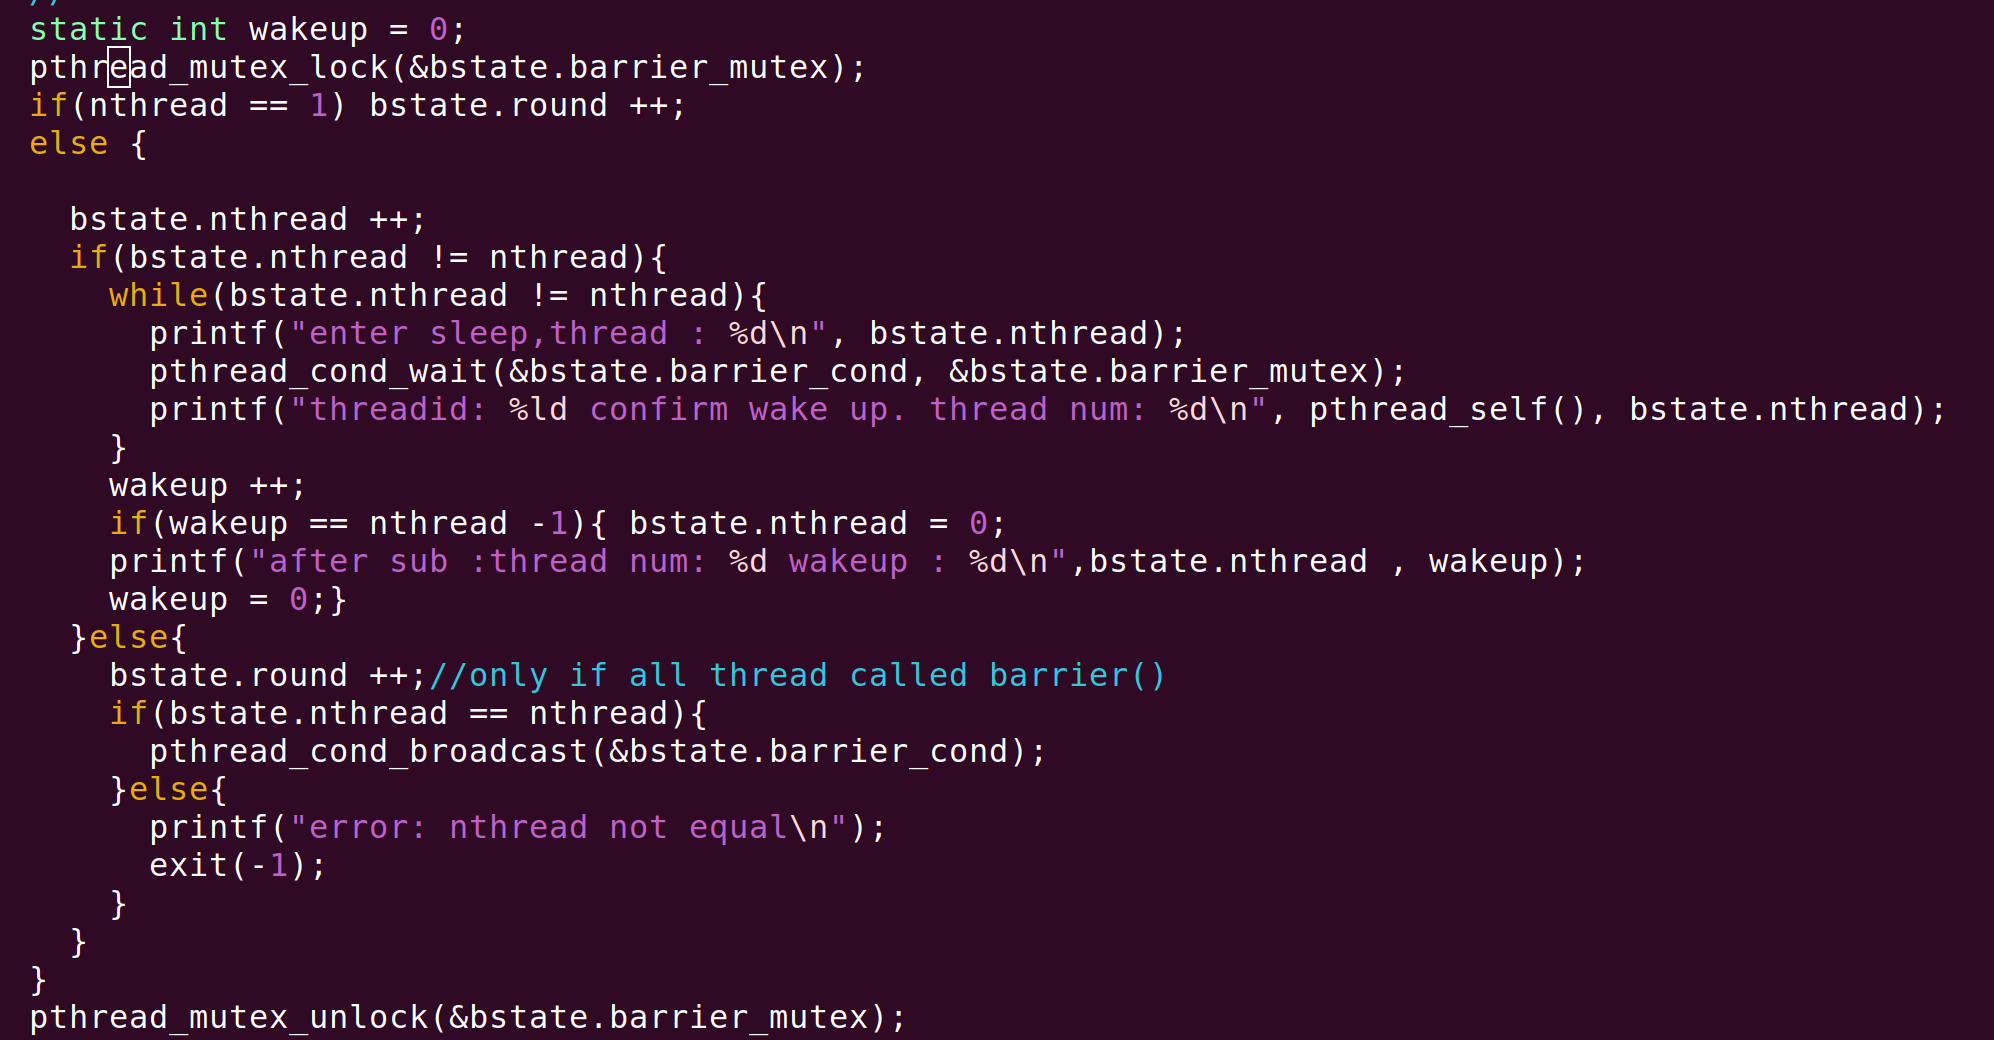 //
static int wakeup = 0;
pthread_mutex_lock(&bstate.barrier_mutex);
if(nthread == 1) bstate.round ++;
else {
bstate.nthread ++;
if(bstate.nthread != nthread){
while(bstate.nthread != nthread){
printf("enter sleep,thread : %d\n", bstate.nthread);
pthread_cond_wait(&bstate.barrier_cond, &bstate.barrier_mutex);
printf("threadid: %ld confirm wake up. thread num: %d\n", pthread_self(), bstate.nthread);
}
wakeup ++;
if(wakeup == nthread -1){ bstate.nthread = 0;
printf("after sub :thread num: %d wakeup : %d\n",bstate.nthread , wakeup);
wakeup = 0;}
}else{
bstate.round ++;//only if all thread called barrier()
if(bstate.nthread == nthread){
pthread_cond_broadcast(&bstate.barrier_cond);
}else{
printf("error: nthread not equal\n");
exit(-1);
}
}
}
pthread_mutex_unlock(&bstate.barrier_mutex);